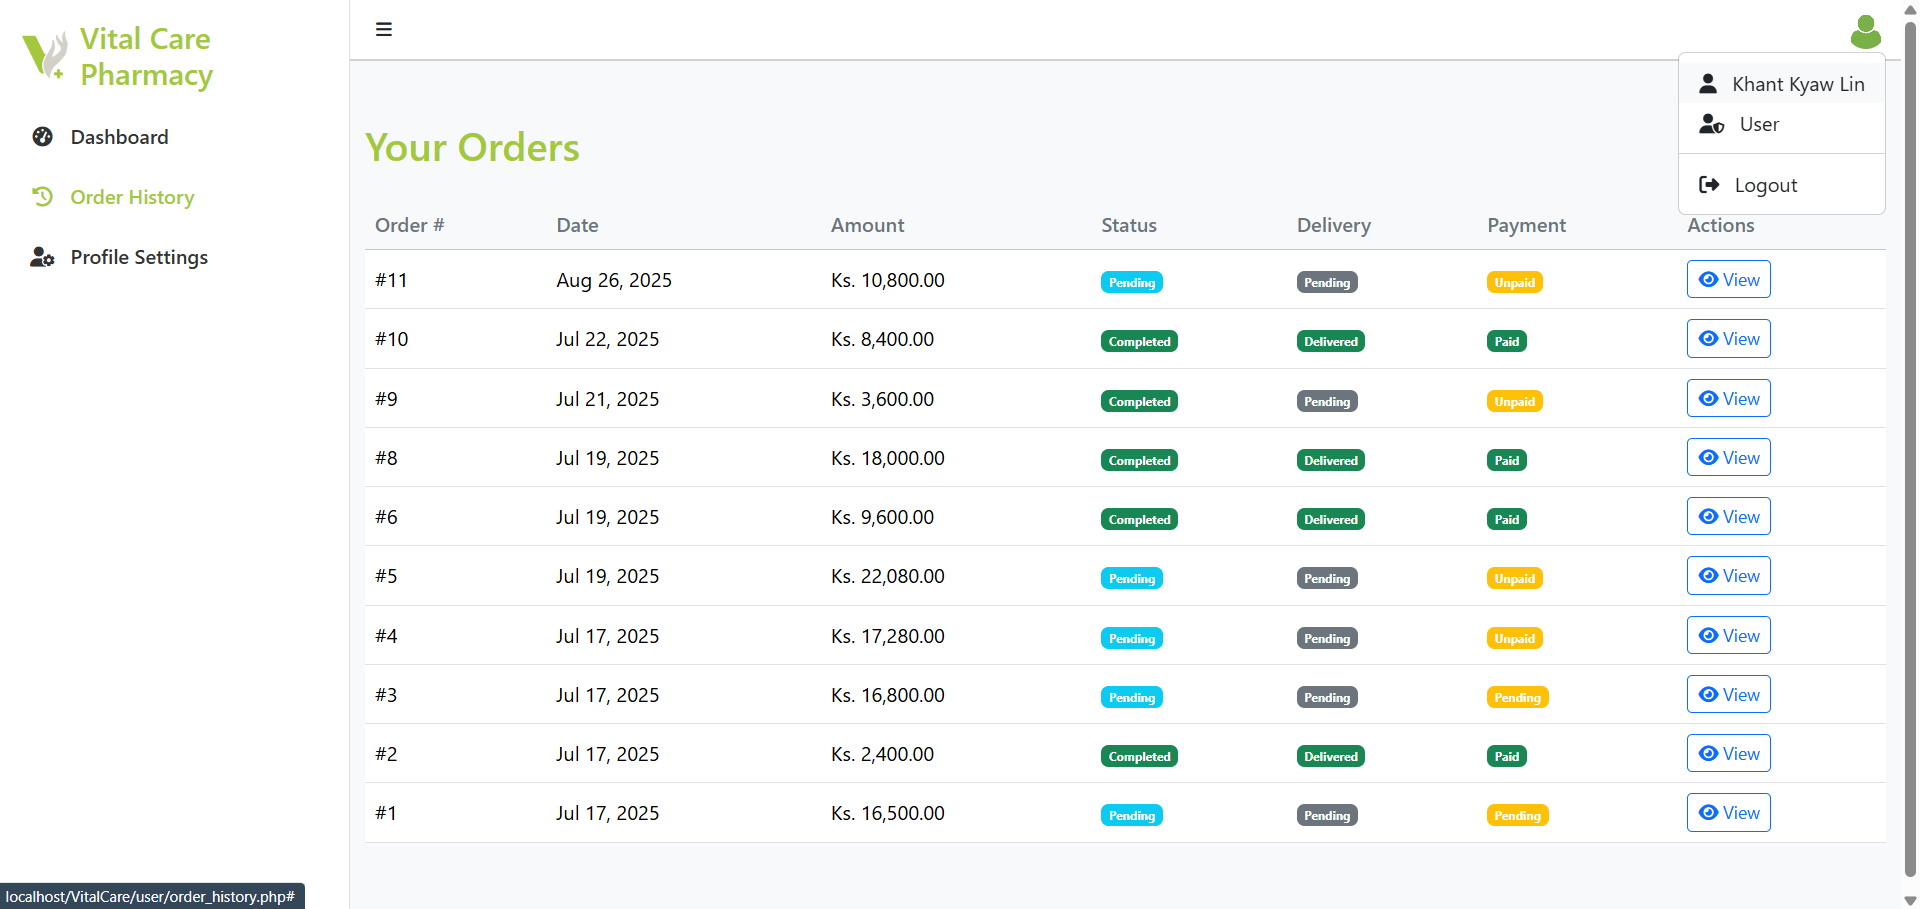 Vital Care
Pharmacy
Dashboard
Order History
Profile Settings
Khant Kyaw Lin
User
Logout
Your Orders
Order # Date Amount Status Delivery Payment Actions
#11 Aug 26, 2025 Ks. 10,800.00 Pending Pending Unpaid View
#10 Jul 22, 2025 Ks. 8,400.00 Completed Delivered Paid View
#9 Jul 21, 2025 Ks. 3,600.00 Completed Pending Unpaid View
#8 Jul 19, 2025 Ks. 18,000.00 Completed Delivered Paid View
#6 Jul 19, 2025 Ks. 9,600.00 Completed Delivered Paid View
#5 Jul 19, 2025 Ks. 22,080.00 Pending Pending Unpaid View
#4 Jul 17, 2025 Ks. 17,280.00 Pending Pending Unpaid View
#3 Jul 17, 2025 Ks. 16,800.00 Pending Pending Pending View
#2 Jul 17, 2025 Ks. 2,400.00 Completed Delivered Paid View
#1 Jul 17, 2025 Ks. 16,500.00 Pending Pending Pending View
localhost/VitalCare/user/order_history.php#